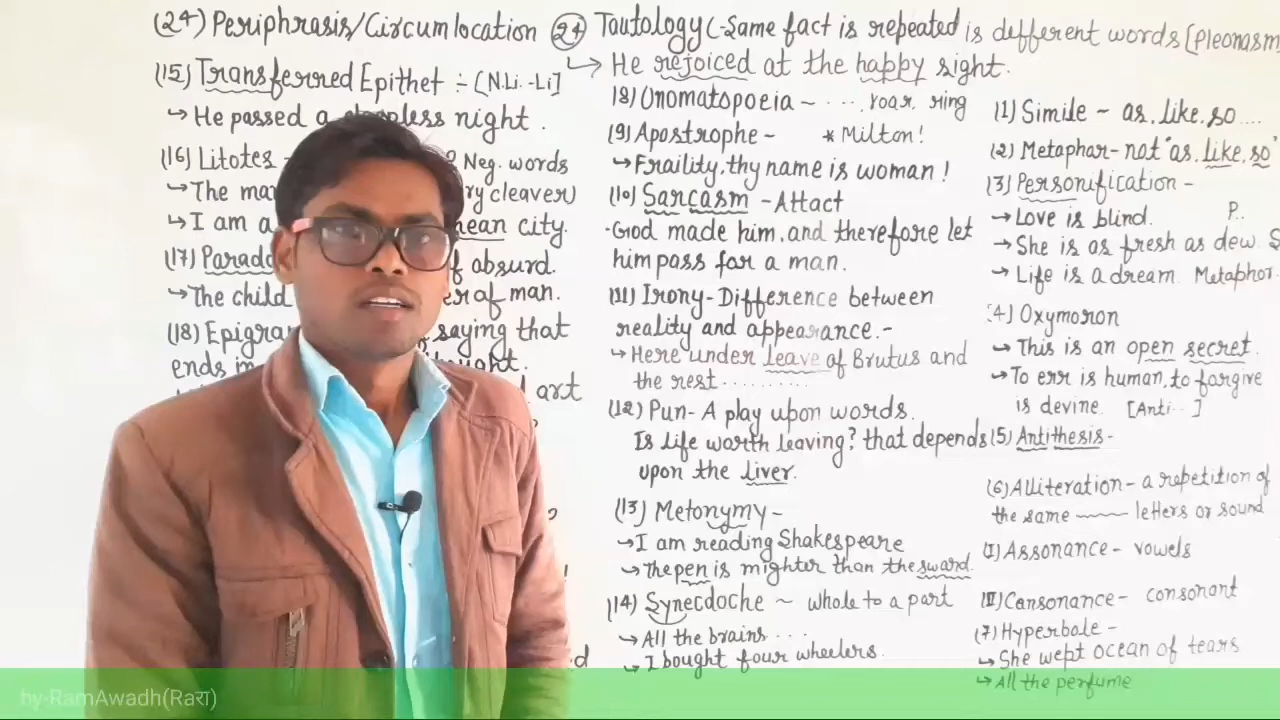 (24) Periphrasis/Circumlocation
(15) Transferred Epithet ÷ [N.Li. -Li]
↳ He passed a sleepless night.
(16) Litotes - ? Neg. words
↳ The ma ry cleaver)
↳ I am a mean city.
(17) Parado f absurd.
↳ The child er of man.
(18) Epigra saying that
ends in ought.
art
(24) Tautology (-Same fact is repeated is different words [Pleonasm
↳ He rejoiced at the happy sight.
(8) Onomatopoeia ~ .... roar, ring
(9) Apostrophe ~ * Milton!
↳ Fraility, thy name is woman!
(10) Sarcasm - Attact
·God made him, and therefore let
him pass for a man.
(11) Irony - Difference between
reality and appearance.-
↳ Here under leave of Brutus and
the rest .........
(12) Pun - A play upon words.
Is life worth leaving? that depends
upon the liver.
(13) Metonymy ~
↳ I am reading Shakespeare
↳ The pen is mighter than the sward.
(14) Synecdoche ~ whole to a part
↳ All the brains ...
↳ I bought four wheelers.
(1) Simile ~ as, like, so ....
(2) Metaphar - not "as, like, so"
(3) Personification -
↳ Love is blind. P..
↳ She is as fresh as dew. S
↳ Life is a dream. Metaphor.
(4) Oxymoron
↳ This is an open secret.
↳ To err is human, to forgive
is devine. [Anti..]
(5) Antithesis -
(6) Alliteration - a repetition of
the same letters or sound
(I) Assonance - vowels
(II) Cansonance - consonant
(7) Hyperbole -
↳ She wept ocean of tears
↳ All the perfume
by-RamAwadh(Raरा)